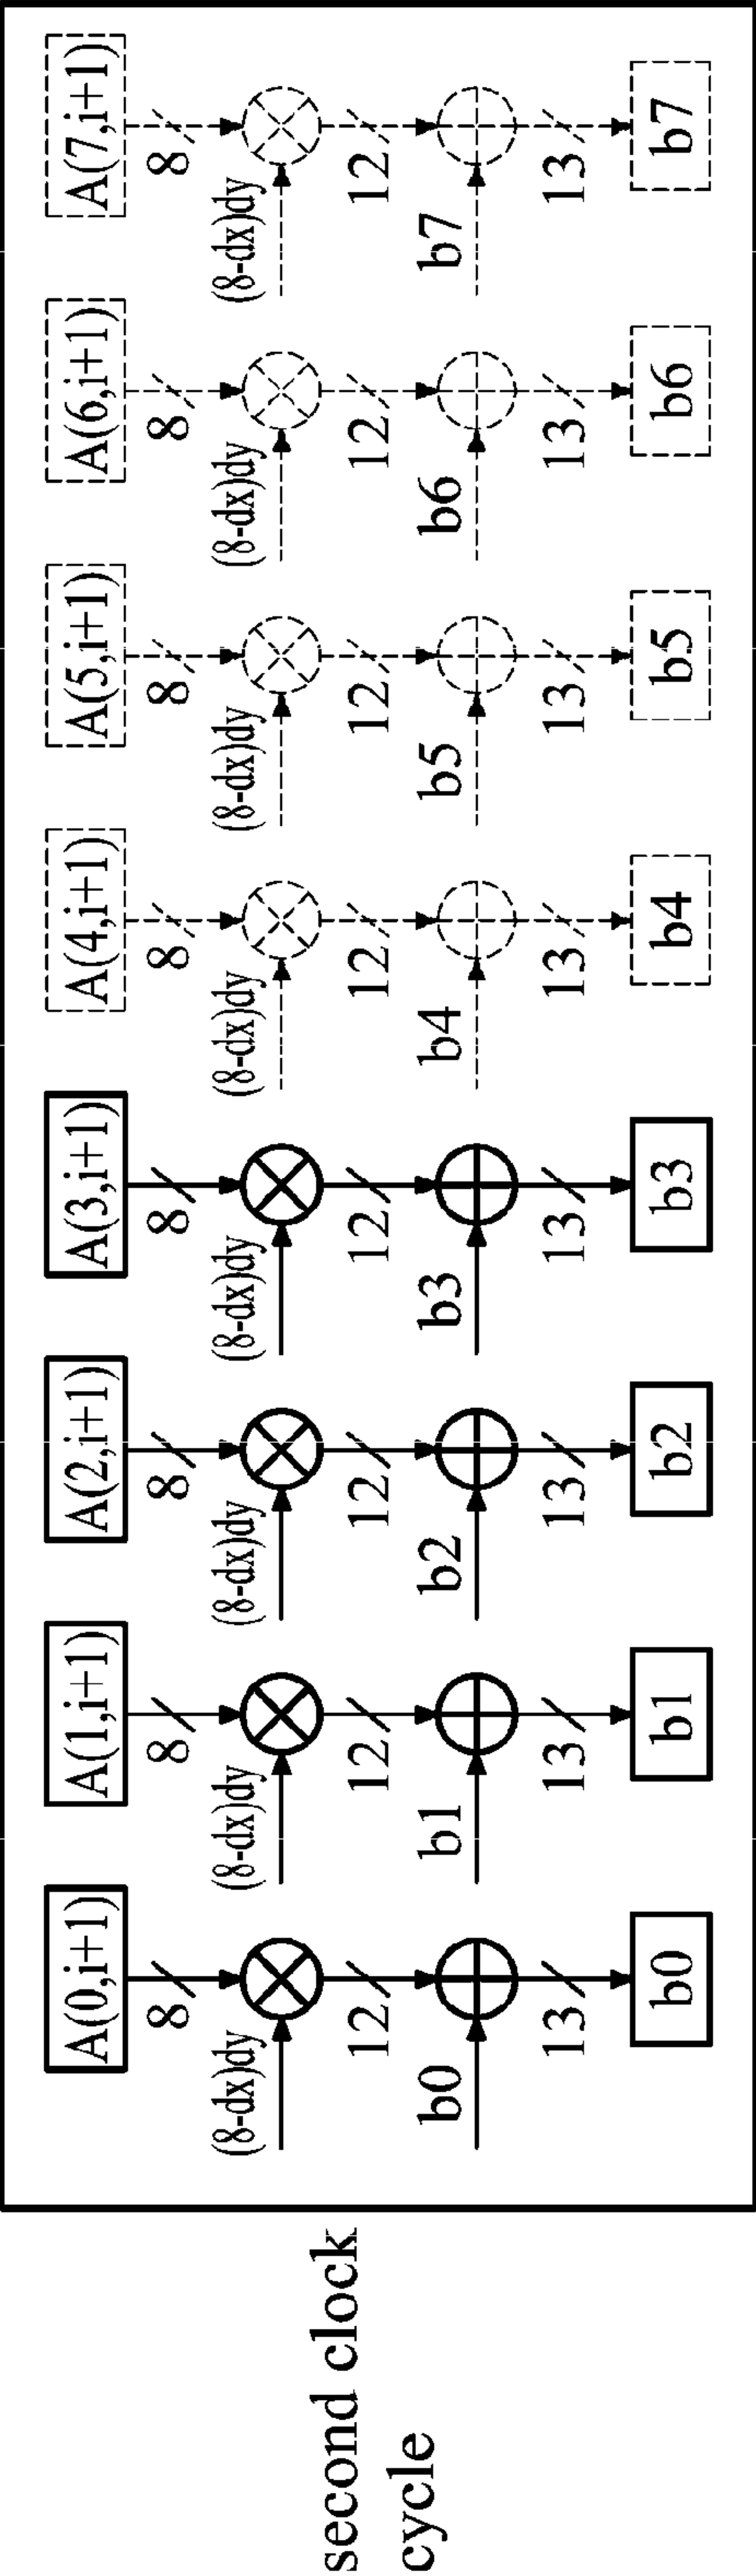 second clock
cycle
A(0,i+1) A(1,i+1) A(2,i+1) A(3,i+1) A(4,i+1) A(5,i+1) A(6,i+1) A(7,i+1)
8 8 8 8 8 8 8 8
(8-dx)dy (8-dx)dy (8-dx)dy (8-dx)dy (8-dx)dy (8-dx)dy (8-dx)dy (8-dx)dy
12 12 12 12 12 12 12 12
b0 b1 b2 b3 b4 b5 b6 b7
13 13 13 13 13 13 13 13
b0 b1 b2 b3 b4 b5 b6 b7